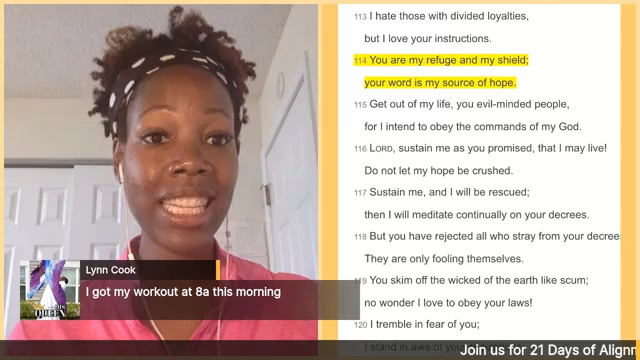 113 I hate those with divided loyalties,
but I love your instructions.
114 You are my refuge and my shield;
your word is my source of hope.
115 Get out of my life, you evil-minded people,
for I intend to obey the commands of my God.
116 LORD, sustain me as you promised, that I may live!
Do not let my hope be crushed.
117 Sustain me, and I will be rescued;
then I will meditate continually on your decrees.
118 But you have rejected all who stray from your decree
They are only fooling themselves.
119 You skim off the wicked of the earth like scum;
no wonder I love to obey your laws!
120 I tremble in fear of you;
I stand in awe of
Lynn Cook
I got my workout at 8a this morning
QUEEN
Join us for 21 Days of Alignm